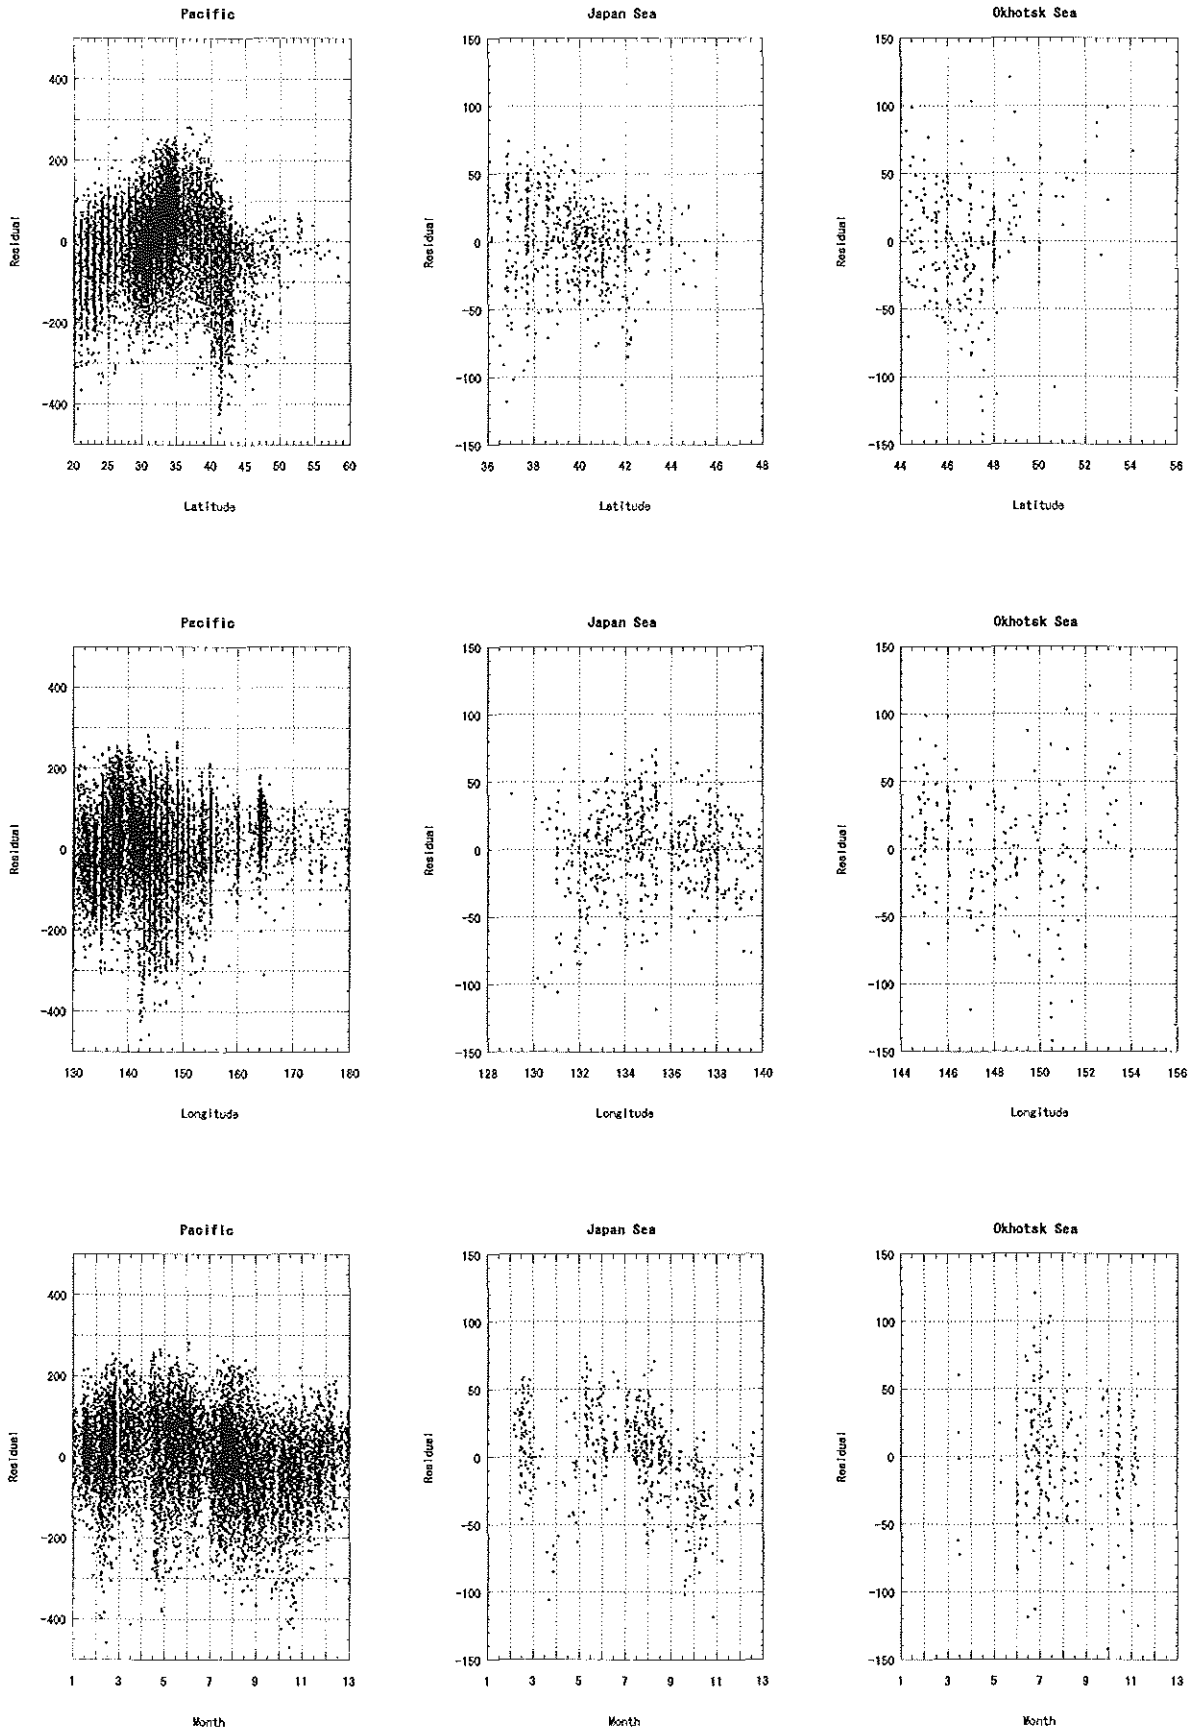 Pacific
Japan Sea
Okhotsk Sea
Residual
400
200
0
-200
-400
20 25 30 35 40 45 50 55 60
Latitude
Residual
150
100
50
0
-50
-100
-150
36 38 40 42 44 46 48
Latitude
Residual
150
100
50
0
-50
-100
-150
44 46 48 50 52 54 56
Latitude
Pacific
Japan Sea
Okhotsk Sea
Residual
400
200
0
-200
-400
130 140 150 160 170 180
Longitude
Residual
150
100
50
0
-50
-100
-150
128 130 132 134 136 138 140
Longitude
Residual
150
100
50
0
-50
-100
-150
144 146 148 150 152 154 156
Longitude
Pacific
Japan Sea
Okhotsk Sea
Residual
400
200
0
-200
-400
1 3 5 7 9 11 13
Month
Residual
150
100
50
0
-50
-100
-150
1 3 5 7 9 11 13
Month
Residual
150
100
50
0
-50
-100
-150
1 3 5 7 9 11 13
Month